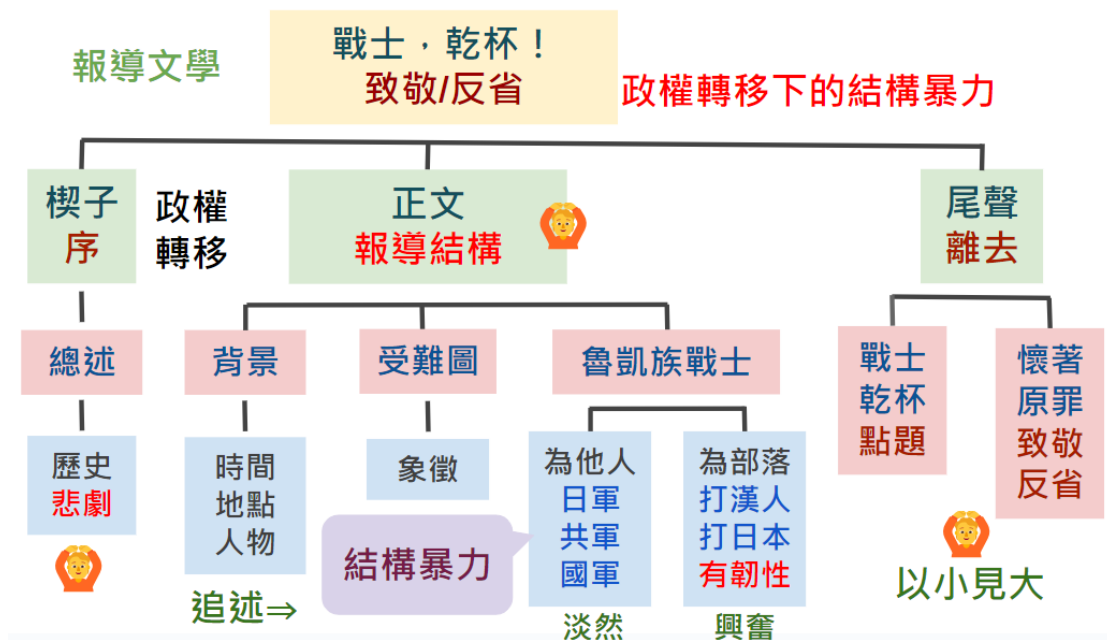 報導文學
戰士，乾杯！
致敬/反省
政權轉移下的結構暴力
楔子
序
政權
轉移
正文
報導結構
尾聲
離去
總述
背景
受難圖
魯凱族戰士
戰士
乾杯
點題
懷著
原罪
致敬
反省
歷史
悲劇
時間
地點
人物
象徵
為他人
日軍
共軍
國軍
為部落
打漢人
打日本
有韌性
結構暴力
追述⇒
淡然
興奮
以小見大